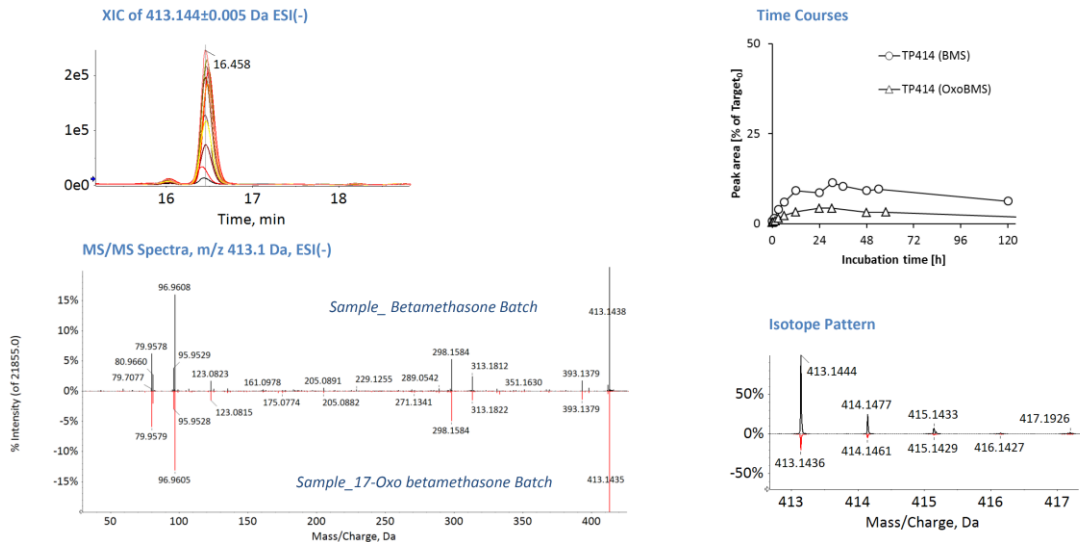 XIC of 413.144±0.005 Da ESI(-)
16.458
2e5
1e5
0e0
16 17 18
Time, min
Time Courses
50
25
0
TP414 (BMS)
TP414 (OxoBMS)
Peak area [% of Target0]
0 24 48 72 96 120
Incubation time [h]
MS/MS Spectra, m/z 413.1 Da, ESI(-)
% Intensity (of 21855.0)
15%
10%
5%
0%
-5%
-10%
-15%
Sample_ Betamethasone Batch
96.9608
79.9578
80.9660
95.9529
79.7077
123.0823
161.0978
205.0891
229.1255
289.0542
298.1584
313.1812
351.1630
393.1379
413.1438
79.9579
95.9528
96.9605
123.0815
175.0774
205.0882
271.1341
298.1584
313.1822
393.1379
413.1435
Sample_17-Oxo betamethasone Batch
50 100 150 200 250 300 350 400
Mass/Charge, Da
Isotope Pattern
50%
0%
-50%
413.1444
414.1477
415.1433
417.1926
413.1436
414.1461
415.1429
416.1427
413 414 415 416 417
Mass/Charge, Da